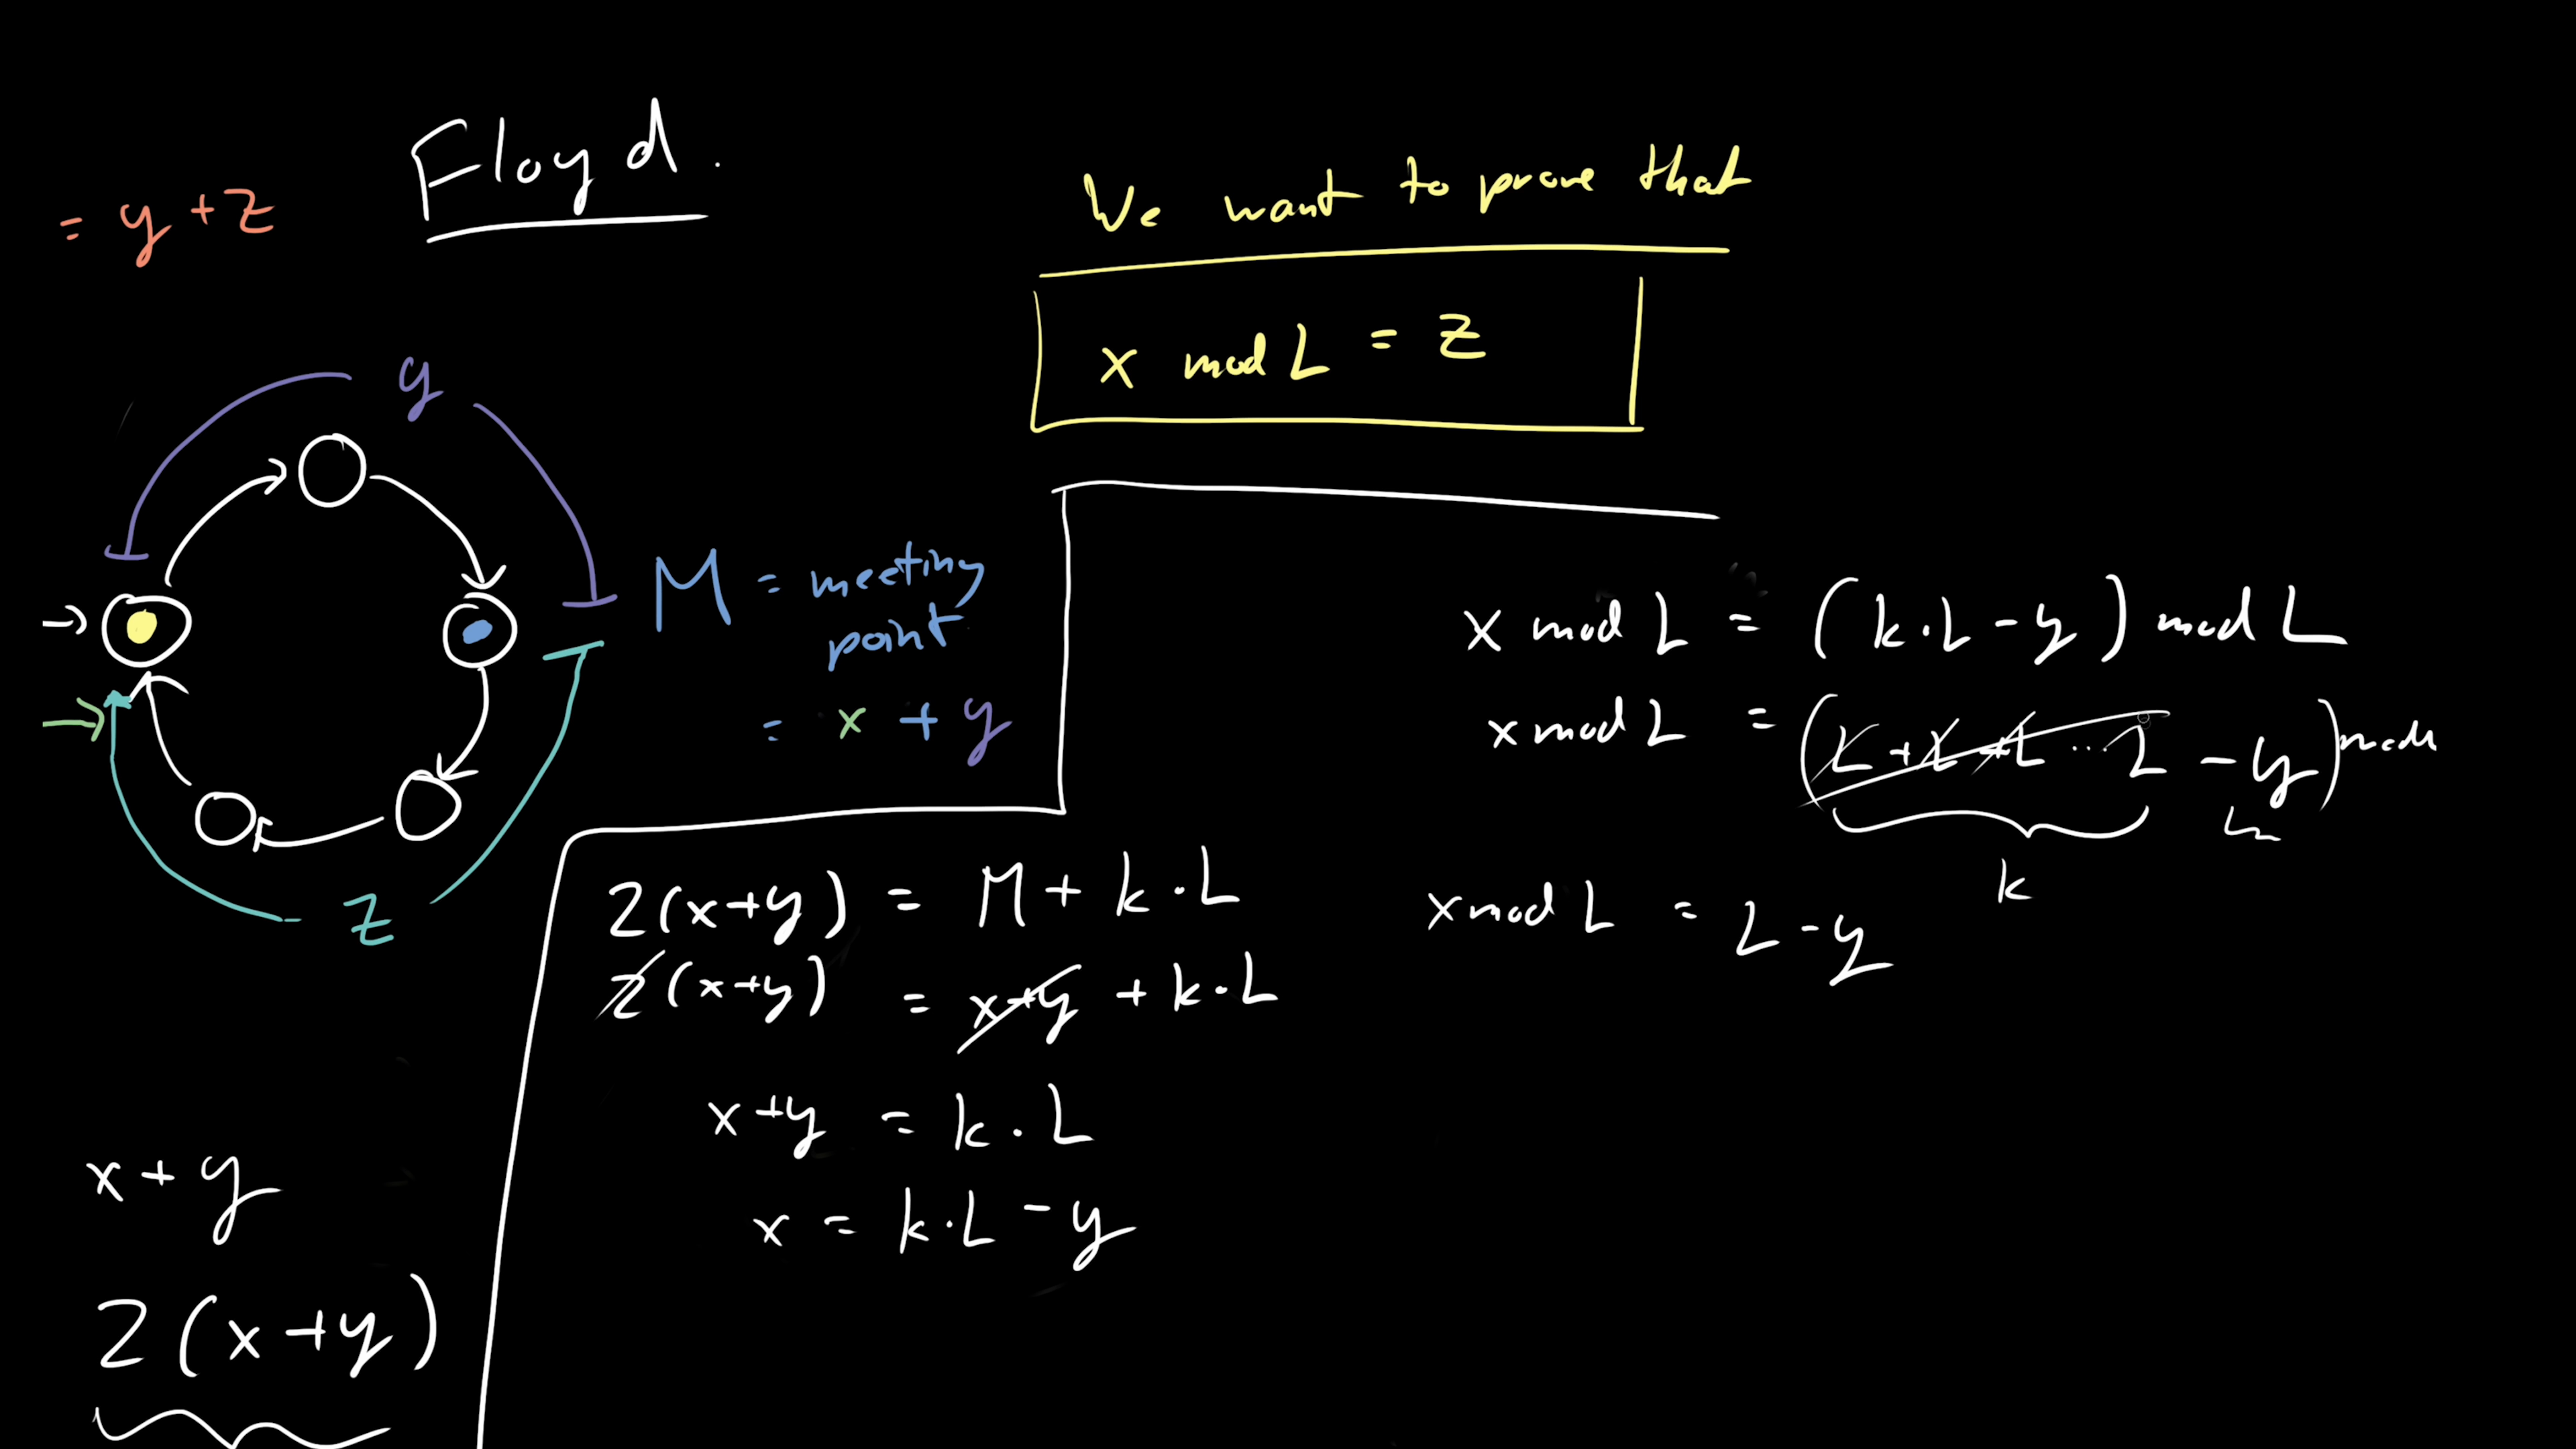 Floyd.
= y + z
We want to prove that
x mod L = z
y
M = meeting
point
= x + y
z
x + y
2(x+y)
2(x+y) = M + k · L
2(x+y) = x+y + k · L
x+y = k · L
x = k · L - y
x mod L = (k · L - y) mod L
x mod L = (L + L + L ... L - y) mod L
k
x mod L = L - y